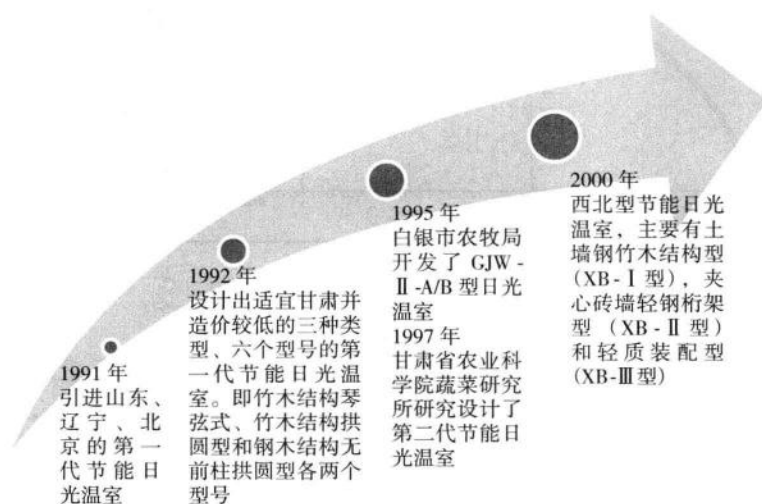 1991 年
引进山东、
辽宁、北
京的第一
代节能日
光温室
1992 年
设计出适宜甘肃并
造价较低的三种类
型、六个型号的第
一代节能日光温
室。即竹木结构琴
弦式、竹木结构拱
圆型和钢木结构无
前柱拱圆型各两个
型号
1995 年
白银市农牧局
开发了 GJW-
Ⅱ-A/B 型日光
温室
1997 年
甘肃省农业科
学院蔬菜研究
所研究设计了
第二代节能日
光温室
2000 年
西北型节能日光
温室，主要有土
墙钢竹木结构型
(XB-Ⅰ型)，夹
心砖墙轻钢桁架
型（XB-Ⅱ型）
和轻质装配型
(XB-Ⅲ型)